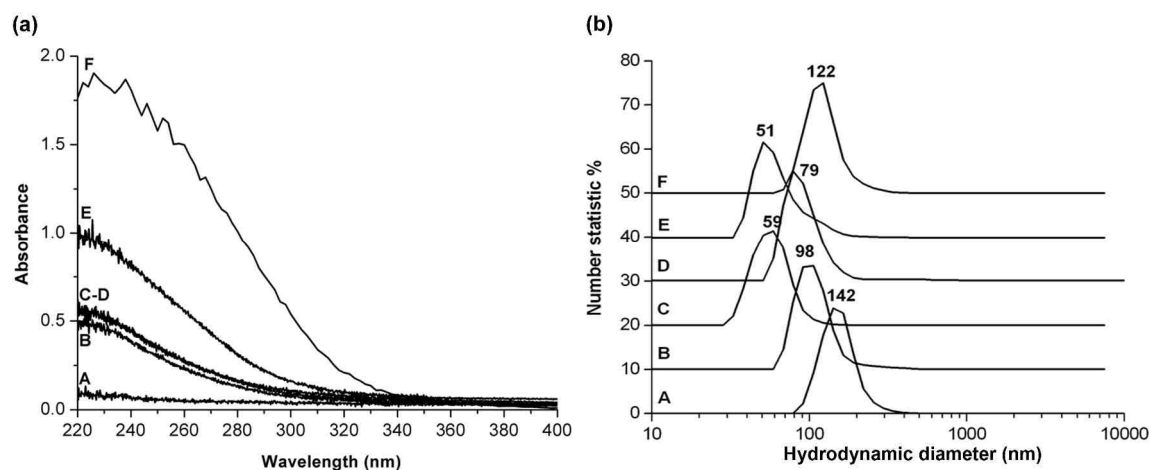 (a)
2.0
1.5
1.0
0.5
0.0
Absorbance
F
E
C-D
B
A
220 240 260 280 300 320 340 360 380 400
Wavelength (nm)
(b)
80
70
60
50
40
30
20
10
0
Number statistic %
122
51
79
59
98
142
F
E
D
C
B
A
10 100 1000 10000
Hydrodynamic diameter (nm)